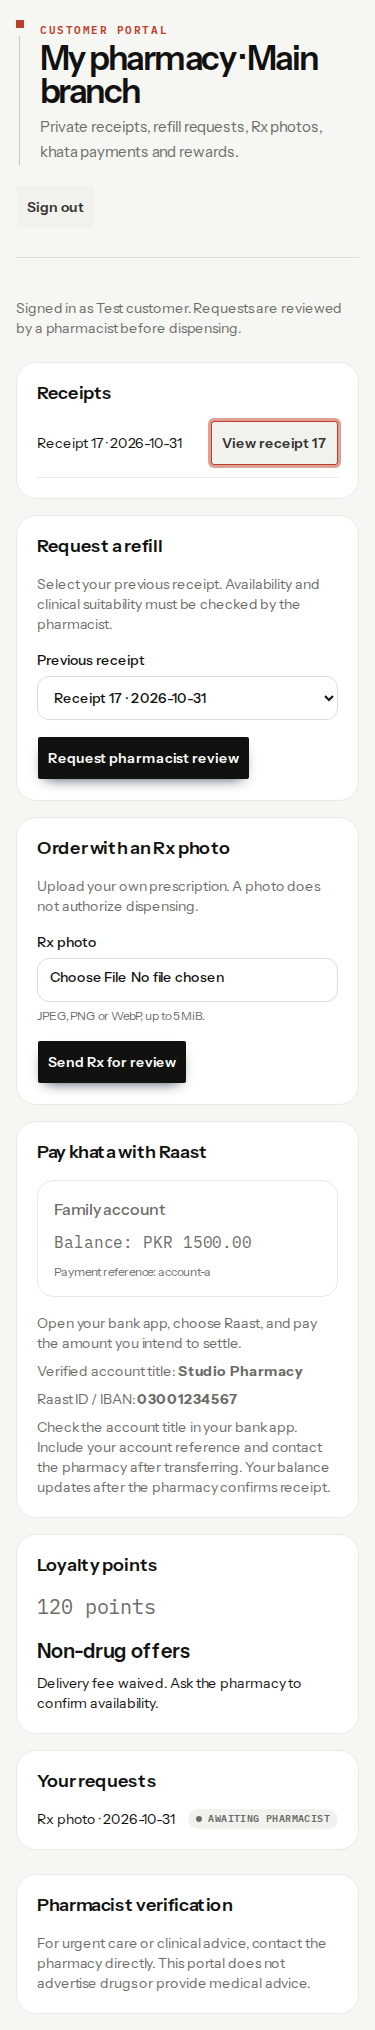 CUSTOMER PORTAL
My pharmacy · Main
branch
Private receipts, refill requests, Rx photos,
khata payments and rewards.
Sign out
Signed in as Test customer. Requests are reviewed
by a pharmacist before dispensing.
Receipts
Receipt 17 · 2026-10-31
View receipt 17
Request a refill
Select your previous receipt. Availability and
clinical suitability must be checked by the
pharmacist.
Previous receipt
Receipt 17 · 2026-10-31
Request pharmacist review
Order with an Rx photo
Upload your own prescription. A photo does
not authorize dispensing.
Rx photo
Choose File No file chosen
JPEG, PNG or WebP, up to 5 MiB.
Send Rx for review
Pay khata with Raast
Family account
Balance: PKR 1500.00
Payment reference: account-a
Open your bank app, choose Raast, and pay
the amount you intend to settle.
Verified account title: Studio Pharmacy
Raast ID / IBAN: 03001234567
Check the account title in your bank app.
Include your account reference and contact
the pharmacy after transferring. Your balance
updates after the pharmacy confirms receipt.
Loyalty points
120 points
Non-drug offers
Delivery fee waived. Ask the pharmacy to
confirm availability.
Your requests
Rx photo · 2026-10-31
AWAITING PHARMACIST
Pharmacist verification
For urgent care or clinical advice, contact the
pharmacy directly. This portal does not
advertise drugs or provide medical advice.